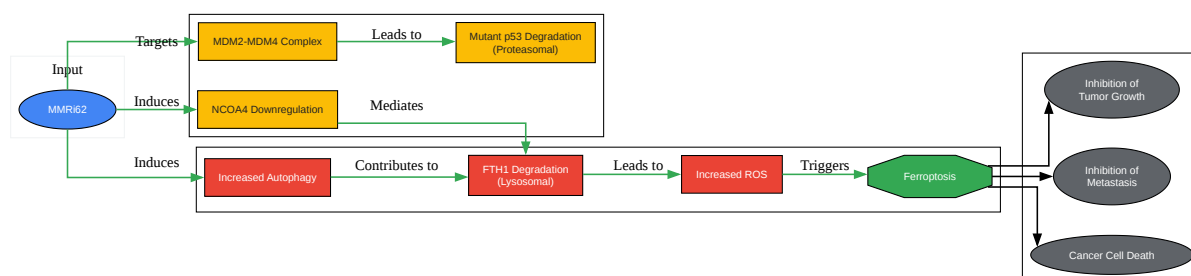 Input
MMRi62
Targets
MDM2-MDM4 Complex
Leads to
Mutant p53 Degradation
(Proteasomal)
Induces
NCOA4 Downregulation
Mediates
Induces
Increased Autophagy
Contributes to
FTH1 Degradation
(Lysosomal)
Leads to
Increased ROS
Triggers
Ferroptosis
Inhibition of
Tumor Growth
Inhibition of
Metastasis
Cancer Cell Death